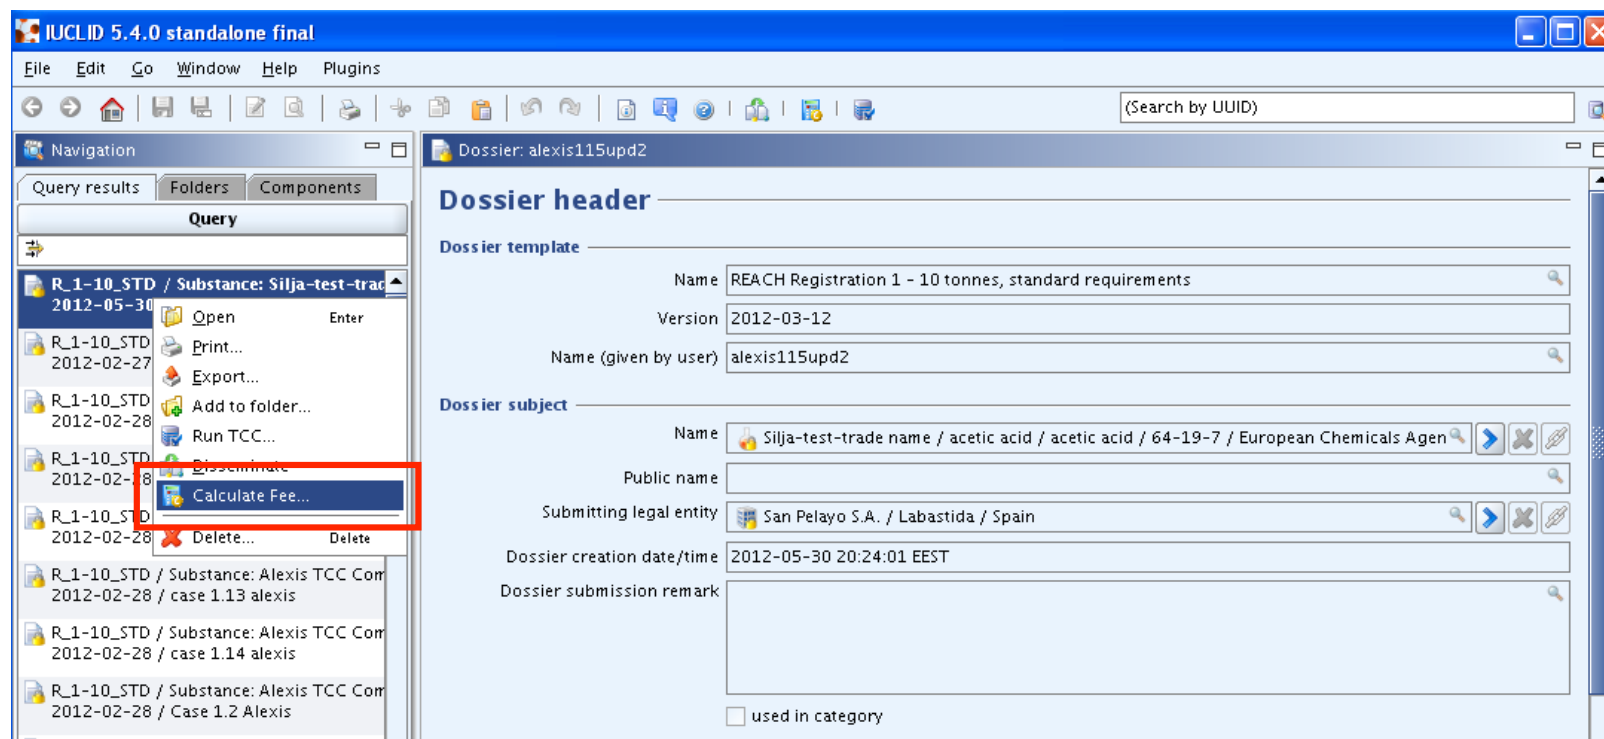 IUCLID 5.4.0 standalone final
File Edit Go Window Help Plugins
(Search by UUID)
Navigation
Query results Folders Components
Query
R_1-10_STD / Substance: Silja-test-trad
2012-05-30
Open Enter
R_1-10_STD
Print...
2012-02-27
Export...
R_1-10_STD
Add to folder...
2012-02-28
Run TCC...
R_1-10_STD
Disseminate
2012-02-28
Calculate Fee...
R_1-10_STD
2012-02-28
Delete... Delete
R_1-10_STD / Substance: Alexis TCC Com
2012-02-28 / case 1.13 alexis
R_1-10_STD / Substance: Alexis TCC Com
2012-02-28 / case 1.14 alexis
R_1-10_STD / Substance: Alexis TCC Com
2012-02-28 / Case 1.2 Alexis
Dossier: alexis115upd2
Dossier header
Dossier template
Name REACH Registration 1 - 10 tonnes, standard requirements
Version 2012-03-12
Name (given by user) alexis115upd2
Dossier subject
Name Silja-test-trade name / acetic acid / acetic acid / 64-19-7 / European Chemicals Agen
Public name
Submitting legal entity San Pelayo S.A. / Labastida / Spain
Dossier creation date/time 2012-05-30 20:24:01 EEST
Dossier submission remark
used in category